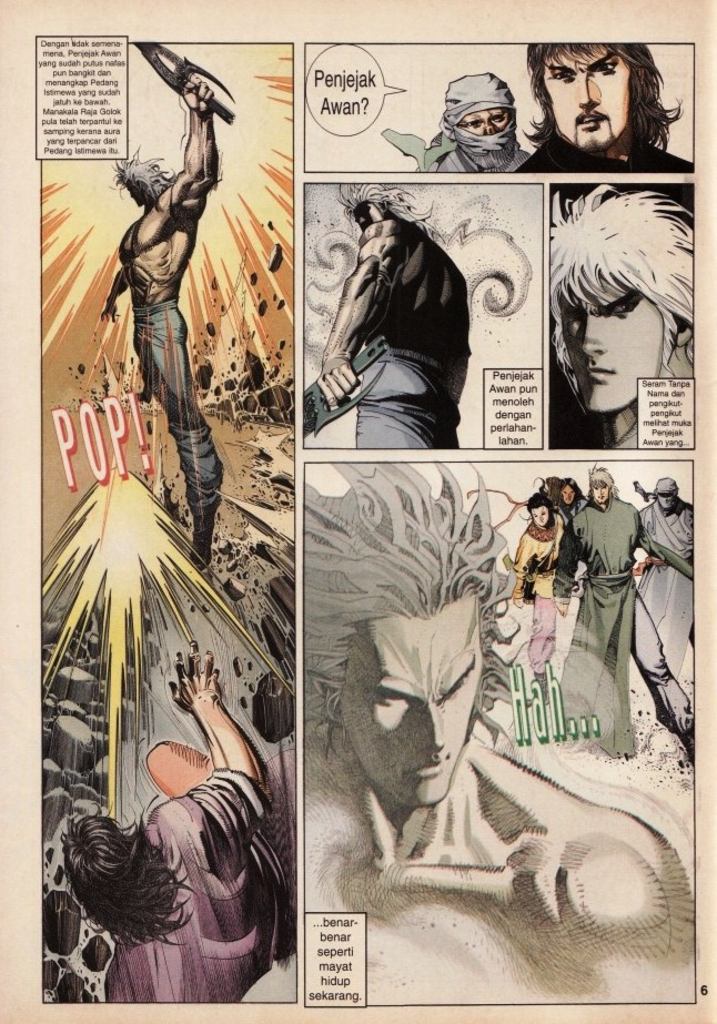 Dengan tidak semena-
mena, Penjejak Awan
yang sudah putus nafas
pun bangkit dan
menangkap Pedang
Istimewa yang sudah
jatuh ke bawah.
Manakala Raja Golok
pula telah terpantul ke
samping kerana aura
yang terpancar dari
Pedang Istimewa itu.
POP!
Penjejak
Awan?
Penjejak
Awan pun
menoleh
dengan
perlahan-
lahan.
Seram Tanpa
Nama dan
pengikut-
pengikut
melihat muka
Penjejak
Awan yang...
Hah...
...benar-
benar
seperti
mayat
hidup
sekarang.
6